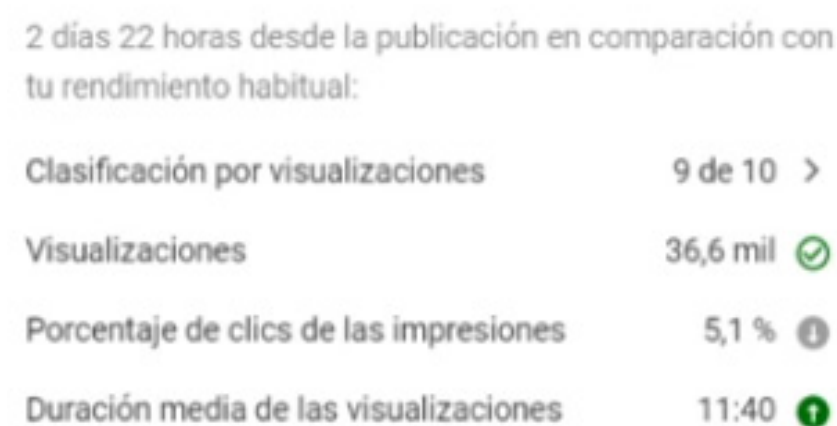 2 días 22 horas desde la publicación en comparación con
tu rendimiento habitual:
Clasificación por visualizaciones 9 de 10 >
Visualizaciones 36,6 mil
Porcentaje de clics de las impresiones 5,1 %
Duración media de las visualizaciones 11:40